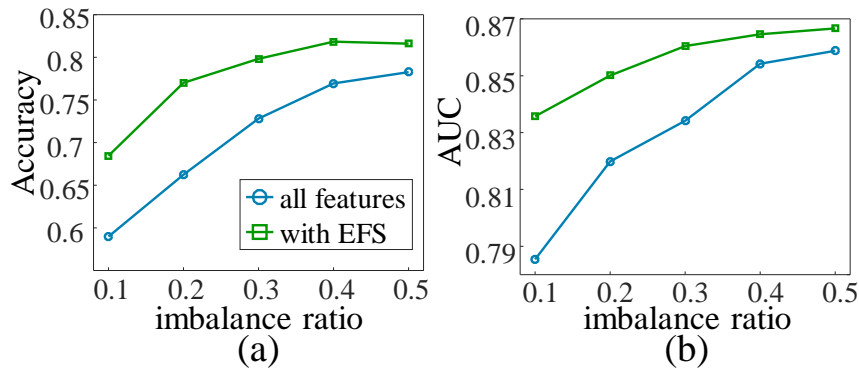 Accuracy
0.85
0.8
0.75
0.7
0.65
0.6
all features
with EFS
0.1 0.2 0.3 0.4 0.5
imbalance ratio
(a)
AUC
0.87
0.85
0.83
0.81
0.79
0.1 0.2 0.3 0.4 0.5
imbalance ratio
(b)